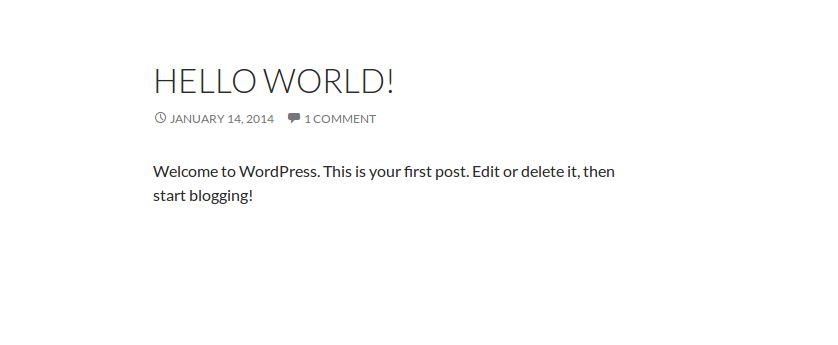 HELLO WORLD!
JANUARY 14, 2014 1 COMMENT
Welcome to WordPress. This is your first post. Edit or delete it, then
start blogging!